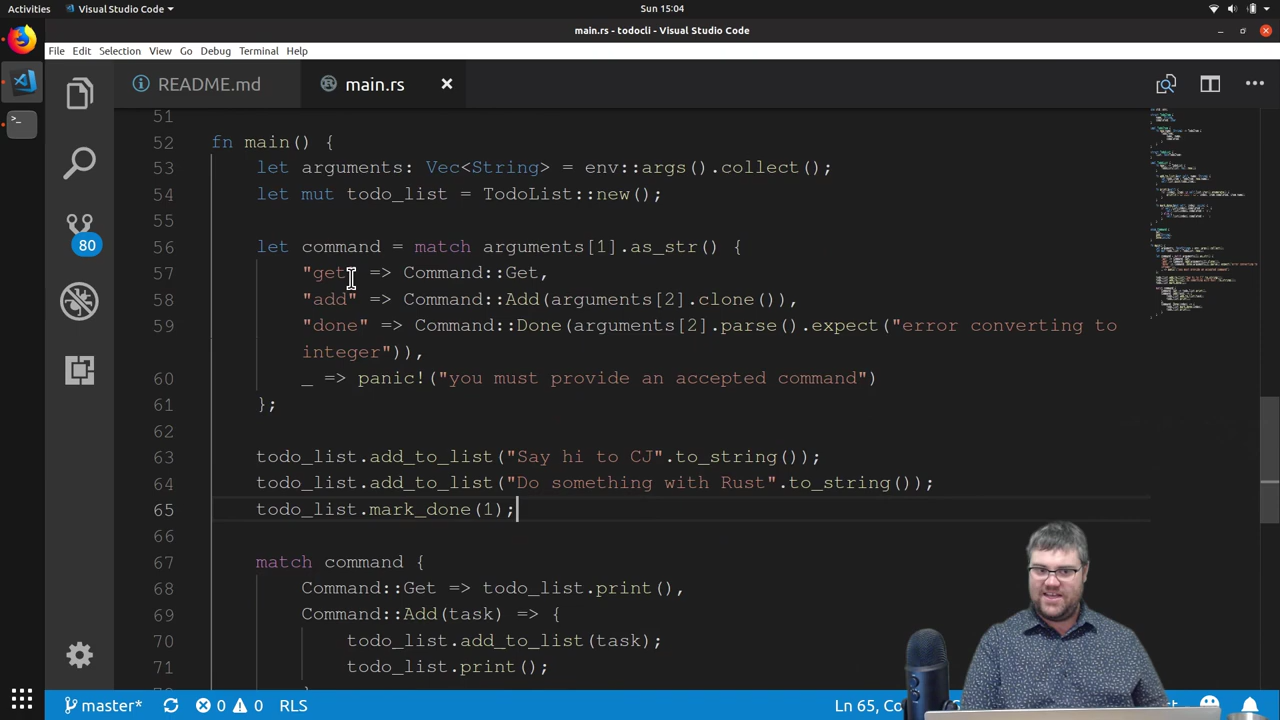 Activities
Visual Studio Code
Sun 15:04
main.rs - todocli - Visual Studio Code
File Edit Selection View Go Debug Terminal Help
README.md
main.rs
51
52 fn main() {
53 let arguments: Vec<String> = env::args().collect();
54 let mut todo_list = TodoList::new();
55
56 let command = match arguments[1].as_str() {
57 "get" => Command::Get,
58 "add" => Command::Add(arguments[2].clone()),
59 "done" => Command::Done(arguments[2].parse().expect("error converting to
integer")),
60 _ => panic!("you must provide an accepted command")
61 };
62
63 todo_list.add_to_list("Say hi to CJ".to_string());
64 todo_list.add_to_list("Do something with Rust".to_string());
65 todo_list.mark_done(1);
66
67 match command {
68 Command::Get => todo_list.print(),
69 Command::Add(task) => {
70 todo_list.add_to_list(task);
71 todo_list.print();
80
master*
0
0
RLS
Ln 65,